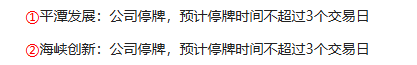 ①平潭发展：公司停牌，预计停牌时间不超过3个交易日
②海峡创新：公司停牌，预计停牌时间不超过3个交易日